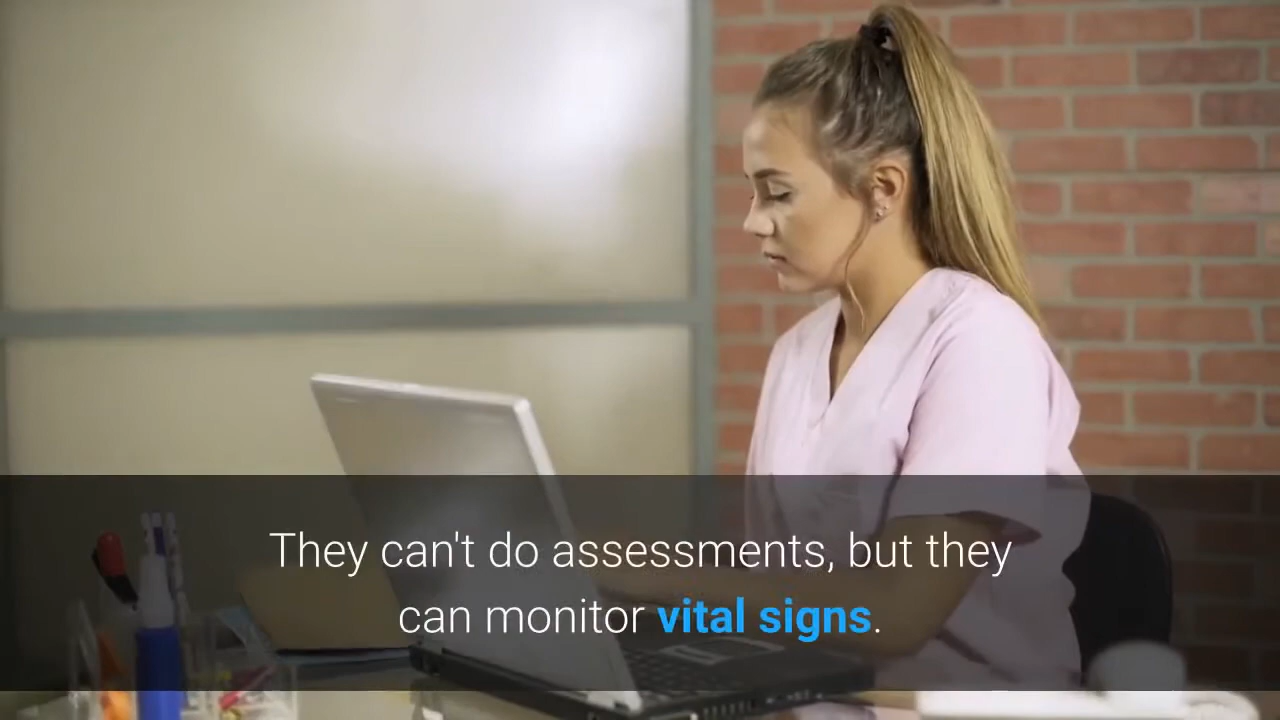 They can't do assessments, but they
can monitor vital signs.